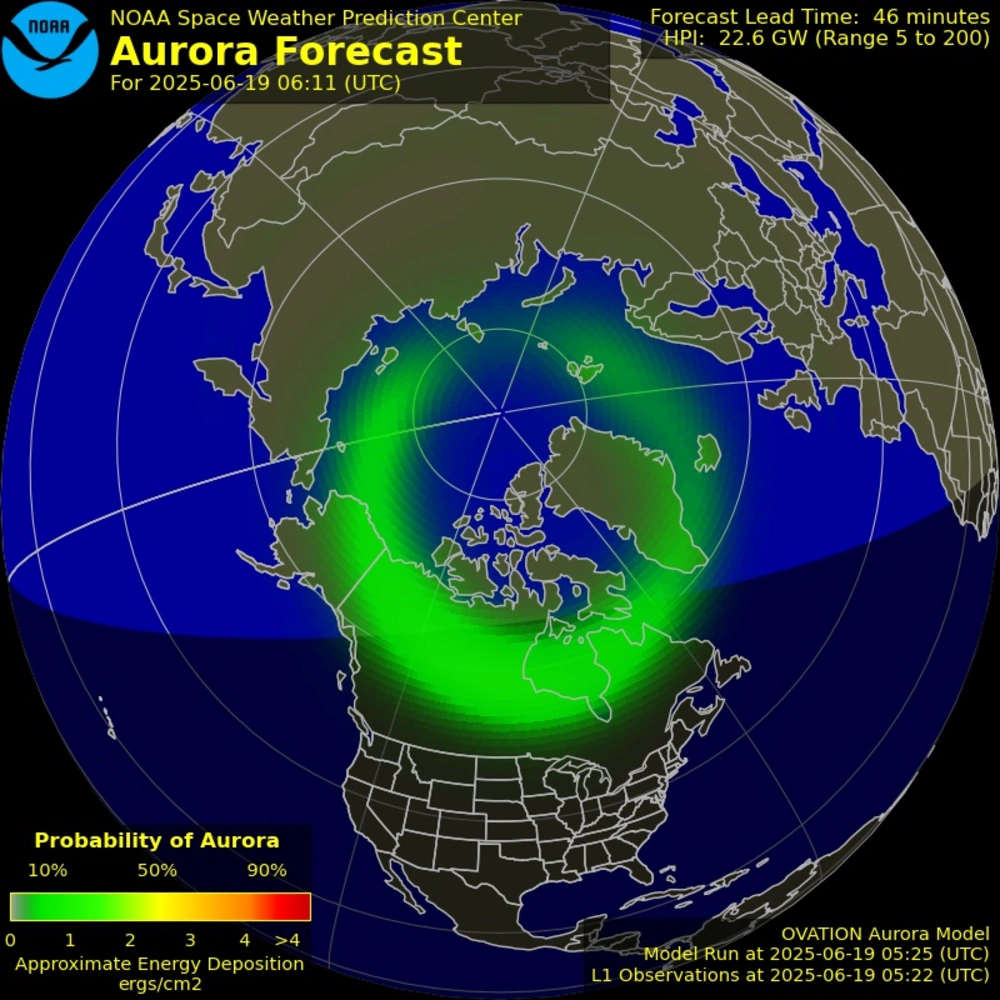 NOAA
NOAA Space Weather Prediction Center
Aurora Forecast
For 2025-06-19 06:11 (UTC)
Forecast Lead Time: 46 minutes
HPI: 22.6 GW (Range 5 to 200)
Probability of Aurora
10% 50% 90%
0 1 2 3 4 >4
Approximate Energy Deposition
ergs/cm2
OVATION Aurora Model
Model Run at 2025-06-19 05:25 (UTC)
L1 Observations at 2025-06-19 05:22 (UTC)